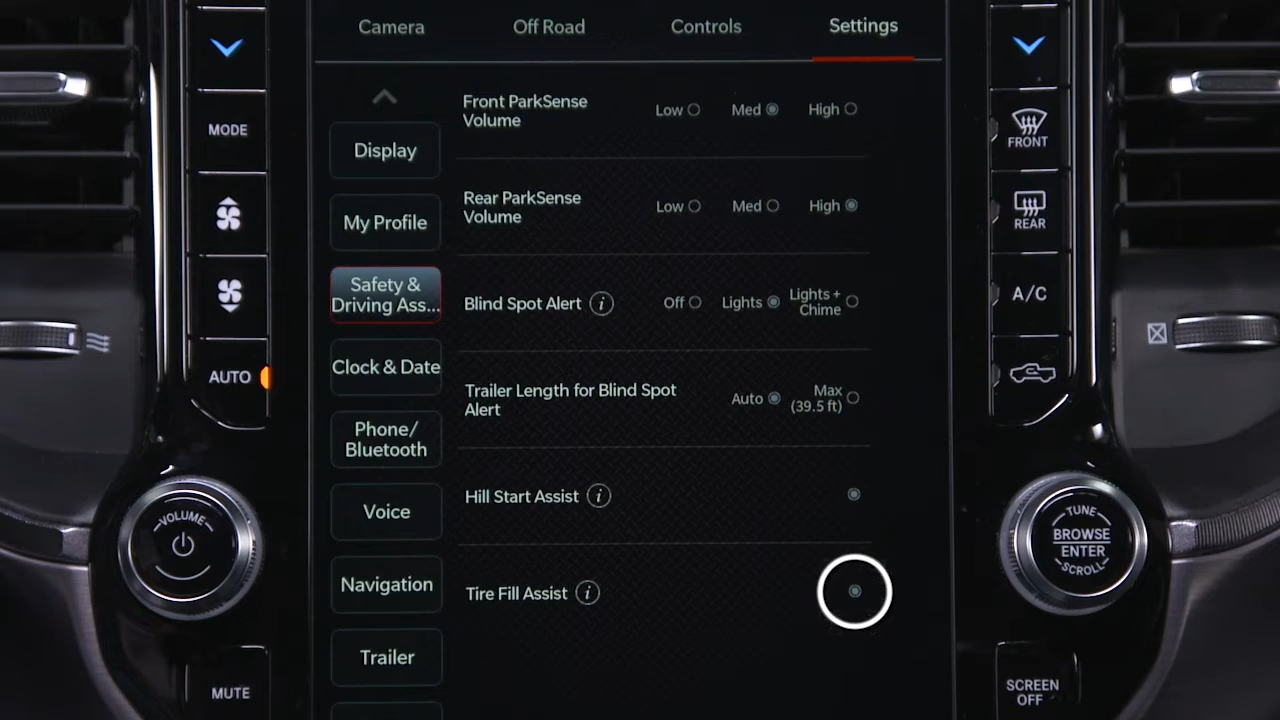 Camera
Off Road
Controls
Settings
MODE
AUTO
VOLUME
MUTE
Display
My Profile
Safety &
Driving Ass...
Clock & Date
Phone/
Bluetooth
Voice
Navigation
Trailer
Front ParkSense
Volume
Low
Med
High
Rear ParkSense
Volume
Low
Med
High
Blind Spot Alert i
Off
Lights
Lights +
Chime
Trailer Length for Blind Spot
Alert
Auto
Max
(39.5 ft)
Hill Start Assist i
Tire Fill Assist i
FRONT
REAR
A/C
TUNE
BROWSE
ENTER
SCROLL
SCREEN
OFF